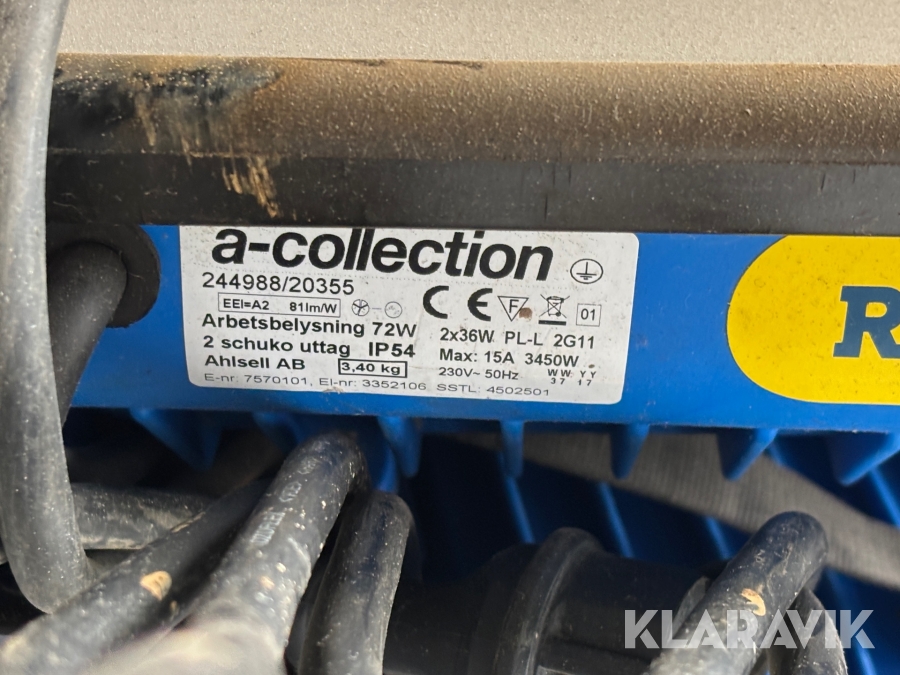 a-collection
244988/20355
EEI=A2 81lm/W
CE F 01
Arbetsbelysning 72W 2x36W PL-L 2G11
2 schuko uttag IP54 Max: 15A 3450W
Ahlsell AB 3,40 kg 230V~ 50Hz WW YY
37 17
E-nr: 7570101, El-nr: 3352106 SSTL: 4502501
R
KLARAVIK